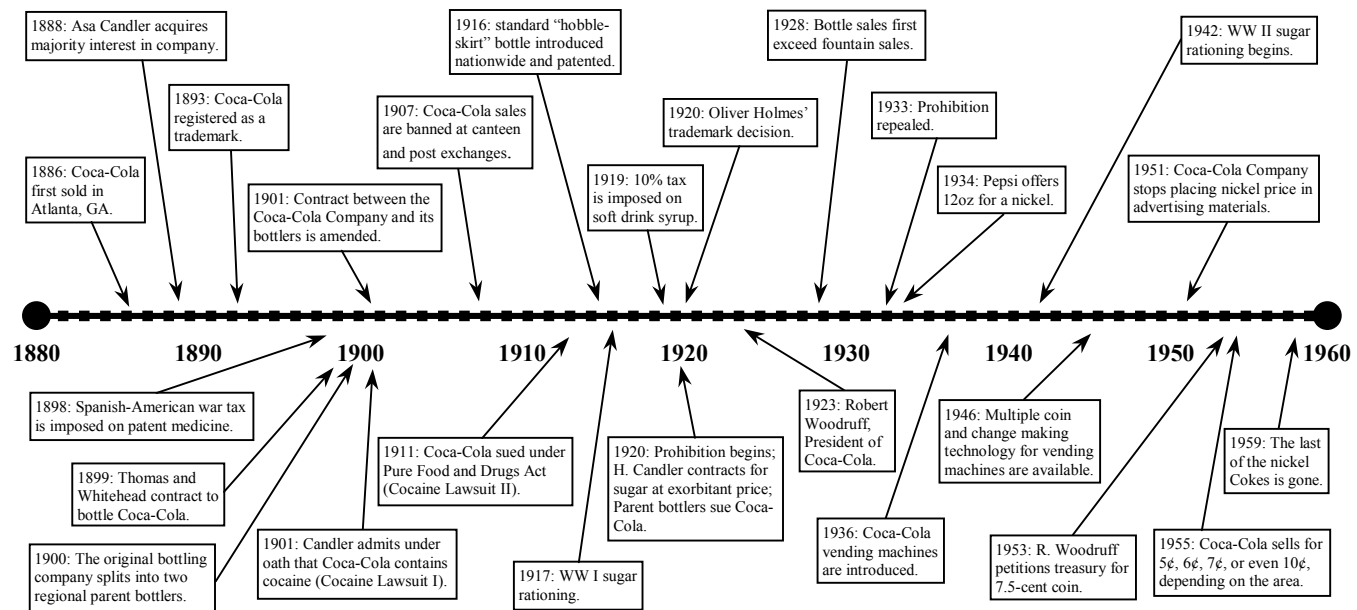 1888: Asa Candler acquires
majority interest in company.
1916: standard “hobble-
skirt” bottle introduced
nationwide and patented.
1928: Bottle sales first
exceed fountain sales.
1942: WW II sugar
rationing begins.
1893: Coca-Cola
registered as a
trademark.
1907: Coca-Cola sales
are banned at canteen
and post exchanges.
1920: Oliver Holmes’
trademark decision.
1933: Prohibition
repealed.
1886: Coca-Cola
first sold in
Atlanta, GA.
1901: Contract between the
Coca-Cola Company and its
bottlers is amended.
1919: 10% tax
is imposed on
soft drink syrup.
1934: Pepsi offers
12oz for a nickel.
1951: Coca-Cola Company
stops placing nickel price in
advertising materials.
1880
1890
1900
1910
1920
1930
1940
1950
1960
1898: Spanish-American war tax
is imposed on patent medicine.
1899: Thomas and
Whitehead contract to
bottle Coca-Cola.
1900: The original bottling
company splits into two
regional parent bottlers.
1901: Candler admits under
oath that Coca-Cola contains
cocaine (Cocaine Lawsuit I).
1911: Coca-Cola sued under
Pure Food and Drugs Act
(Cocaine Lawsuit II).
1917: WW I sugar
rationing.
1920: Prohibition begins;
H. Candler contracts for
sugar at exorbitant price;
Parent bottlers sue Coca-
Cola.
1923: Robert
Woodruff,
President of
Coca-Cola.
1936: Coca-Cola
vending machines
are introduced.
1946: Multiple coin
and change making
technology for vending
machines are available.
1953: R. Woodruff
petitions treasury for
7.5-cent coin.
1955: Coca-Cola sells for
5¢, 6¢, 7¢, or even 10¢,
depending on the area.
1959: The last
of the nickel
Cokes is gone.